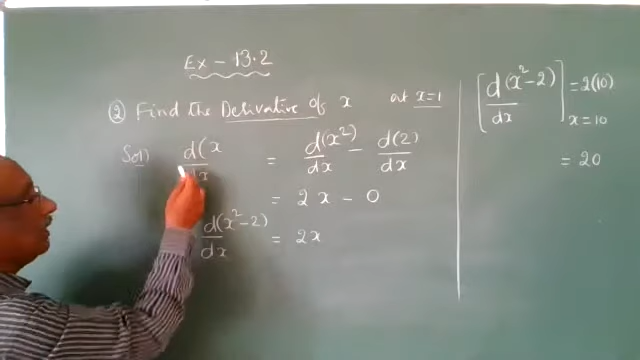 Ex – 13.2
② Find the Derivative of x at x=1
Sol) d(x/dx = d(x²)/dx − d(2)/dx
= 2x − 0
d(x²−2)/dx = 2x
[d(x²−2)/dx]x=10 = 2(10)
= 20